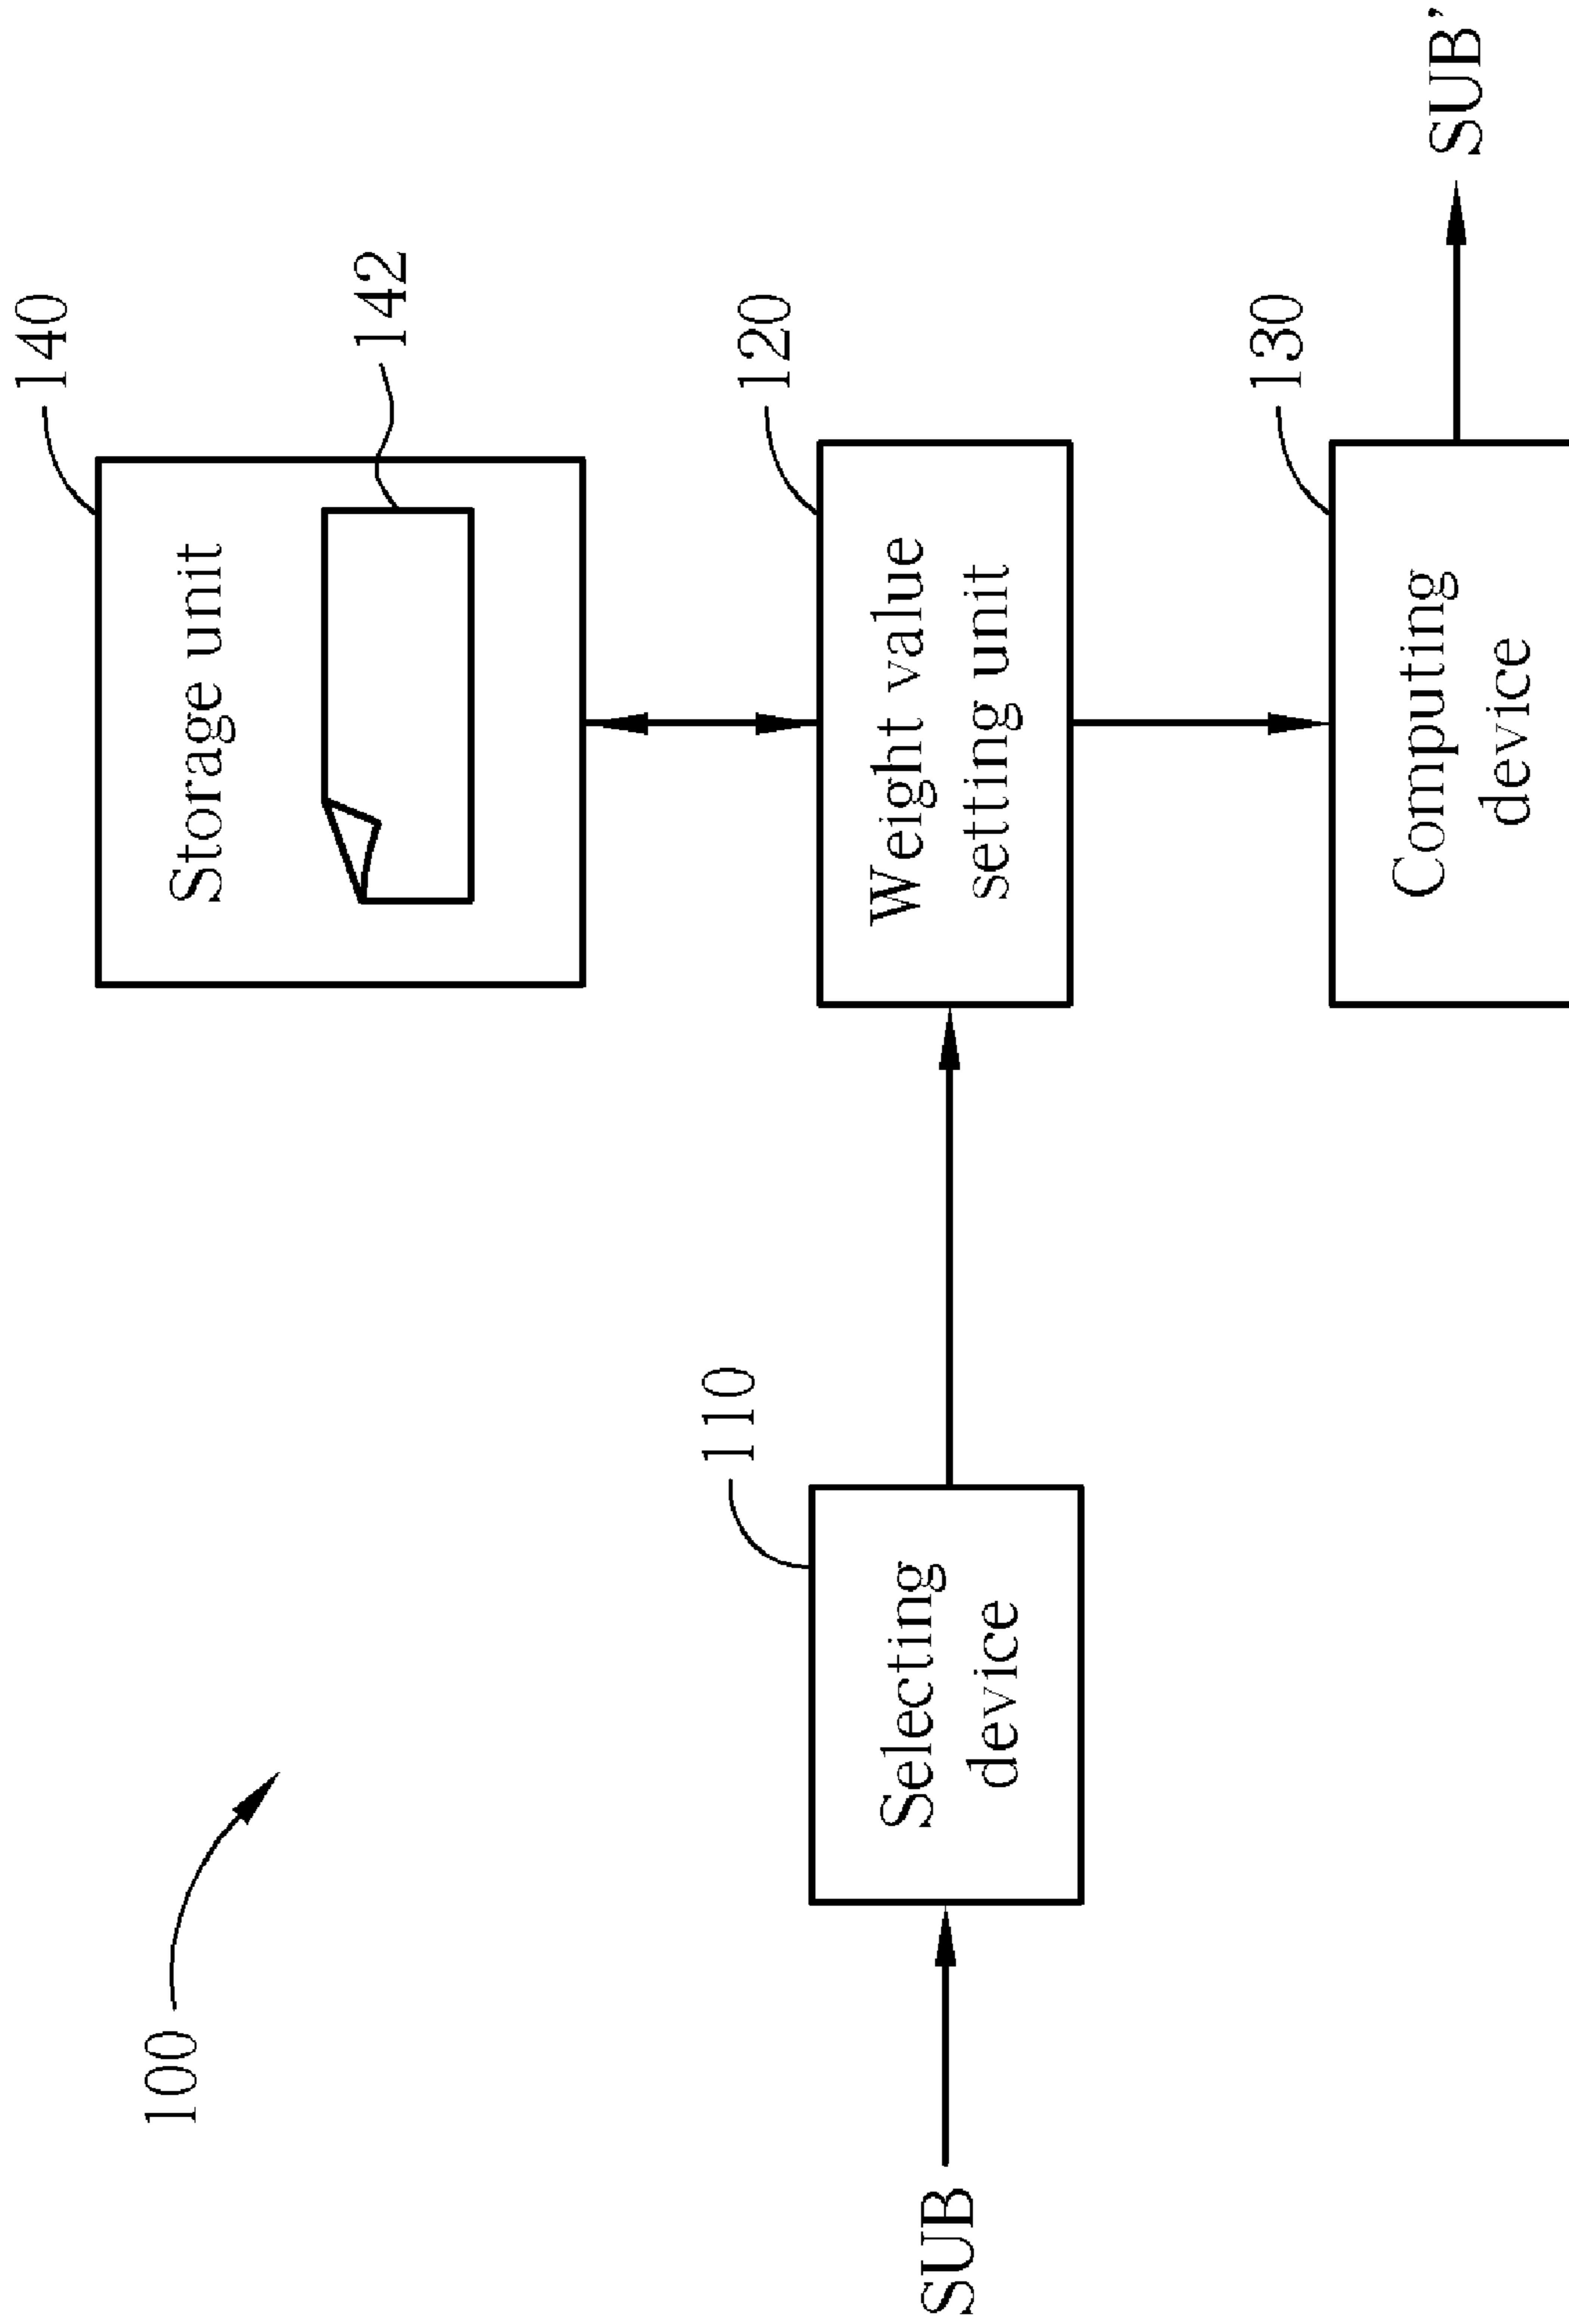 100
140
Storage unit
142
SUB
110
Selecting
device
120
Weight value
setting unit
130
Computing
device
SUB’